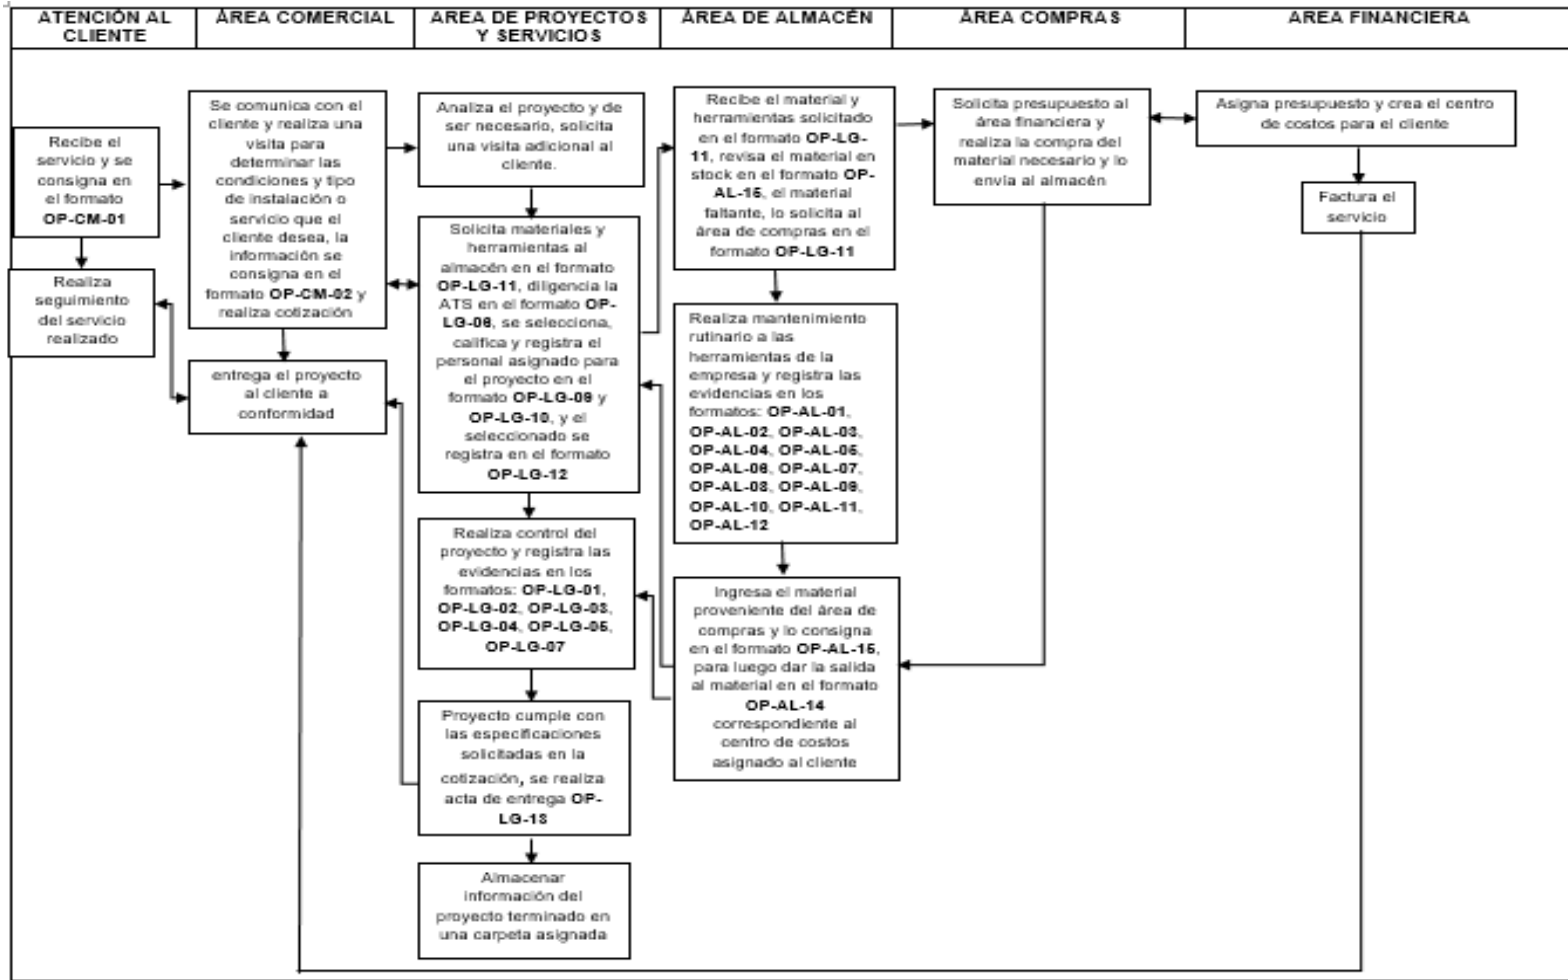 ATENCIÓN AL
CLIENTE
ÁREA COMERCIAL
AREA DE PROYECTOS
Y SERVICIOS
ÁREA DE ALMACÉN
ÁREA COMPRAS
AREA FINANCIERA
Recibe el
servicio y se
consigna en
el formato
OP-CM-01
Realiza
seguimiento
del servicio
realizado
Se comunica con el
cliente y realiza una
visita para
determinar las
condiciones y tipo
de instalación o
servicio que el
cliente desea, la
información se
consigna en el
formato OP-CM-02 y
realiza cotización
entrega el proyecto
al cliente a
conformidad
Analiza el proyecto y de
ser necesario, solicita
una visita adicional al
cliente.
Solicita materiales y
herramientas al
almacén en el formato
OP-LG-11, diligencia la
ATS en el formato OP-
LG-06, se selecciona,
califica y registra el
personal asignado para
el proyecto en el
formato OP-LG-09 y
OP-LG-10, y el
seleccionado se
registra en el formato
OP-LG-12
Realiza control del
proyecto y registra las
evidencias en los
formatos: OP-LG-01,
OP-LG-02, OP-LG-03,
OP-LG-04, OP-LG-05,
OP-LG-07
Proyecto cumple con
las especificaciones
solicitadas en la
cotización, se realiza
acta de entrega OP-
LG-13
Almacenar
información del
proyecto terminado en
una carpeta asignada
Recibe el material y
herramientas solicitado
en el formato OP-LG-
11, revisa el material en
stock en el formato OP-
AL-15, el material
faltante, lo solicita al
área de compras en el
formato OP-LG-11
Realiza mantenimiento
rutinario a las
herramientas de la
empresa y registra las
evidencias en los
formatos: OP-AL-01,
OP-AL-02, OP-AL-03,
OP-AL-04, OP-AL-05,
OP-AL-06, OP-AL-07,
OP-AL-08, OP-AL-09,
OP-AL-10, OP-AL-11,
OP-AL-12
Ingresa el material
proveniente del área de
compras y lo consigna
en el formato OP-AL-15,
para luego dar la salida
al material en el formato
OP-AL-14
correspondiente al
centro de costos
asignado al cliente
Solicita presupuesto al
área financiera y
realiza la compra del
material necesario y lo
envía al almacén
Asigna presupuesto y crea el centro
de costos para el cliente
Factura el
servicio